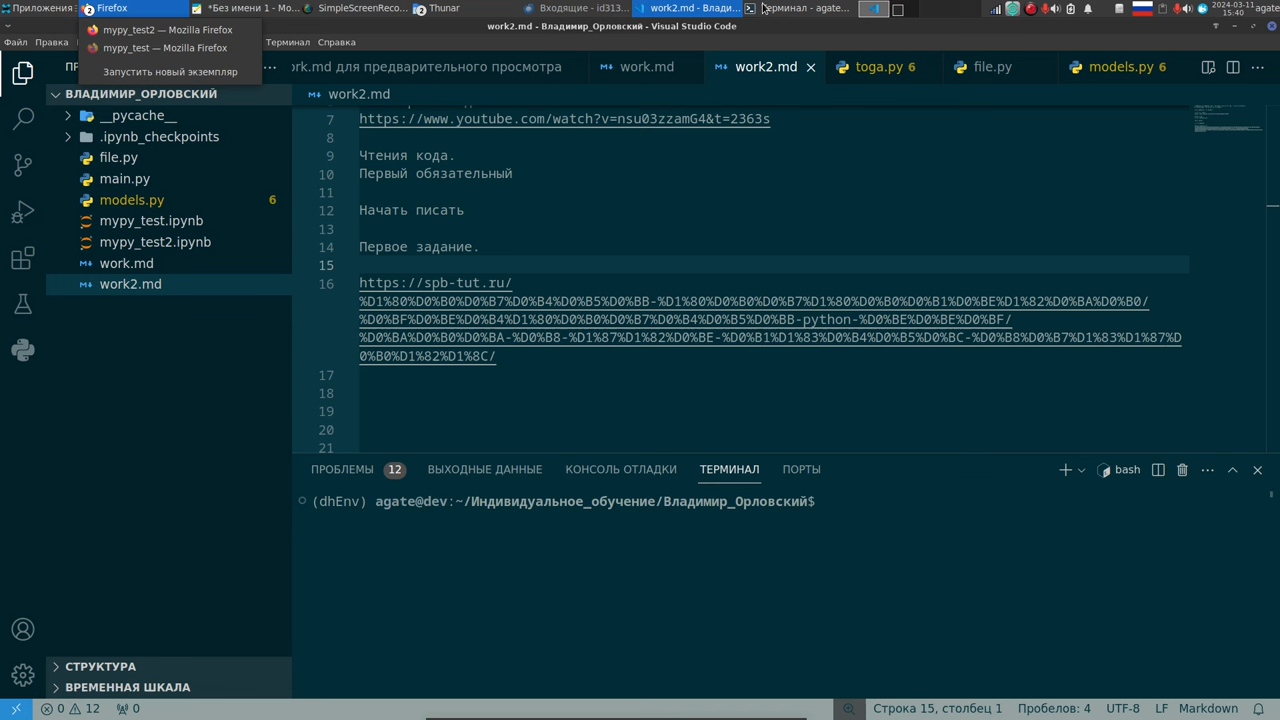 Приложения
Firefox
*Без имени 1 - Mo...
SimpleScreenReco...
Thunar
Входящие - id313...
work2.md - Влади...
Терминал - agate...
2024-03-11
15:40
agate
work2.md - Владимир_Орловский - Visual Studio Code
mypy_test2 — Mozilla Firefox
mypy_test — Mozilla Firefox
Запустить новый экземпляр
Файл
Правка
Терминал
Справка
rk.md для предварительного просмотра
work.md
work2.md
toga.py 6
file.py
models.py 6
ВЛАДИМИР_ОРЛОВСКИЙ
__pycache__
.ipynb_checkpoints
file.py
main.py
models.py 6
mypy_test.ipynb
mypy_test2.ipynb
work.md
work2.md
СТРУКТУРА
ВРЕМЕННАЯ ШКАЛА
work2.md
7 https://www.youtube.com/watch?v=nsu03zzamG4&t=2363s
8
9 Чтения кода.
10 Первый обязательный
11
12 Начать писать
13
14 Первое задание.
15
16 https://spb-tut.ru/
%D1%80%D0%B0%D0%B7%D0%B4%D0%B5%D0%BB-%D1%80%D0%B0%D0%B7%D1%80%D0%B0%D0%B1%D0%BE%D1%82%D0%BA%D0%B0/
%D0%BF%D0%BE%D0%B4%D1%80%D0%B0%D0%B7%D0%B4%D0%B5%D0%BB-python-%D0%BE%D0%BE%D0%BF/
%D0%BA%D0%B0%D0%BA-%D0%B8-%D1%87%D1%82%D0%BE-%D0%B1%D1%83%D0%B4%D0%B5%D0%BC-%D0%B8%D0%B7%D1%83%D1%87%D
0%B0%D1%82%D1%8C/
17
18
19
20
21
ПРОБЛЕМЫ 12
ВЫХОДНЫЕ ДАННЫЕ
КОНСОЛЬ ОТЛАДКИ
ТЕРМИНАЛ
ПОРТЫ
bash
(dhEnv) agate@dev:~/Индивидуальное_обучение/Владимир_Орловский$
0 12
0
Строка 15, столбец 1
Пробелов: 4
UTF-8
LF
Markdown